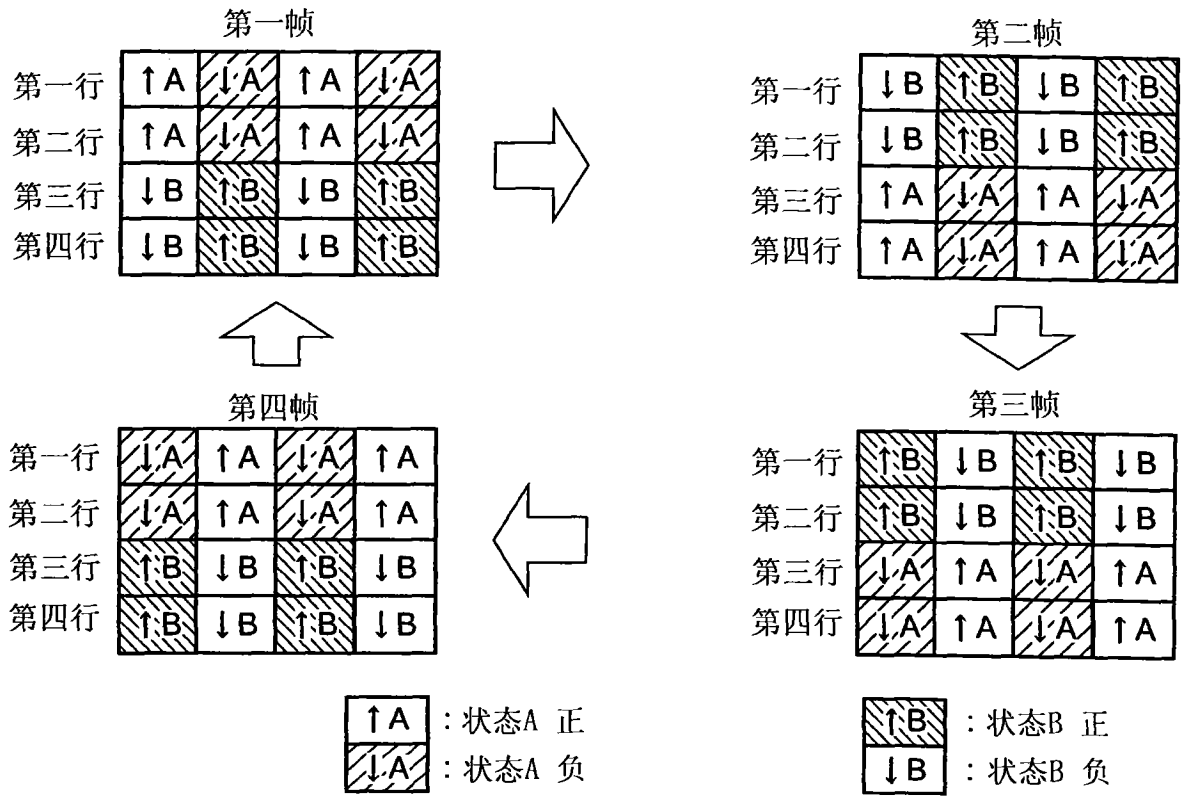 第一帧
第一行 ↑A ↓A ↑A ↓A
第二行 ↑A ↓A ↑A ↓A
第三行 ↓B ↑B ↓B ↑B
第四行 ↓B ↑B ↓B ↑B
第二帧
第一行 ↓B ↑B ↓B ↑B
第二行 ↓B ↑B ↓B ↑B
第三行 ↑A ↓A ↑A ↓A
第四行 ↑A ↓A ↑A ↓A
第四帧
第一行 ↓A ↑A ↓A ↑A
第二行 ↓A ↑A ↓A ↑A
第三行 ↑B ↓B ↑B ↓B
第四行 ↑B ↓B ↑B ↓B
第三帧
第一行 ↑B ↓B ↑B ↓B
第二行 ↑B ↓B ↑B ↓B
第三行 ↓A ↑A ↓A ↑A
第四行 ↓A ↑A ↓A ↑A
↑A :状态A 正
↓A :状态A 负
↑B :状态B 正
↓B :状态B 负